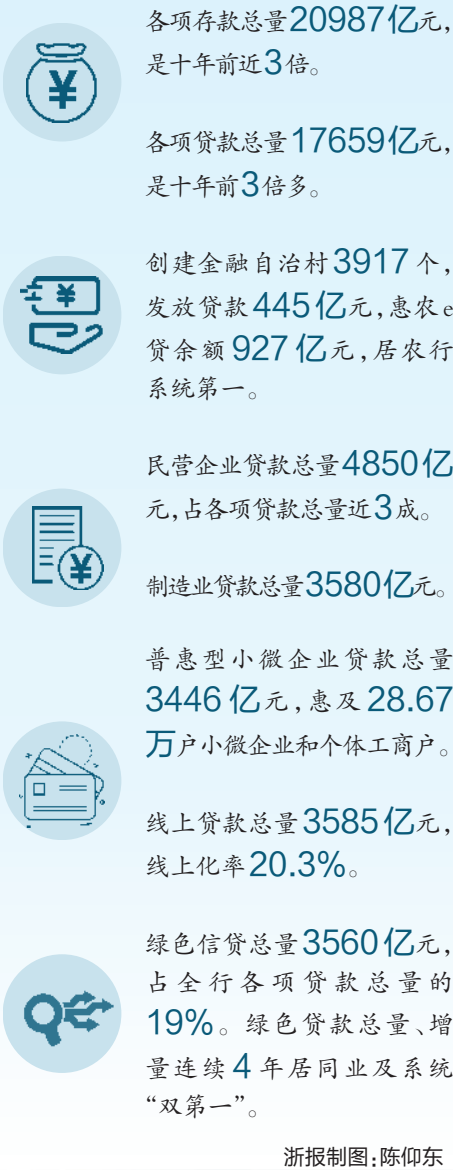 各项存款总量20987亿元,
是十年前近3倍。
各项贷款总量17659亿元,
是十年前3倍多。
创建金融自治村3917个,
发放贷款445亿元,惠农e
贷余额927亿元,居农行
系统第一。
民营企业贷款总量4850亿
元,占各项贷款总量近3成。
制造业贷款总量3580亿元。
普惠型小微企业贷款总量
3446亿元,惠及28.67
万户小微企业和个体工商户。
线上贷款总量3585亿元,
线上化率20.3%。
绿色信贷总量3560亿元,
占全行各项贷款总量的
19%。绿色贷款总量、增
量连续4年居同业及系统
“双第一”。
浙报制图:陈仰东